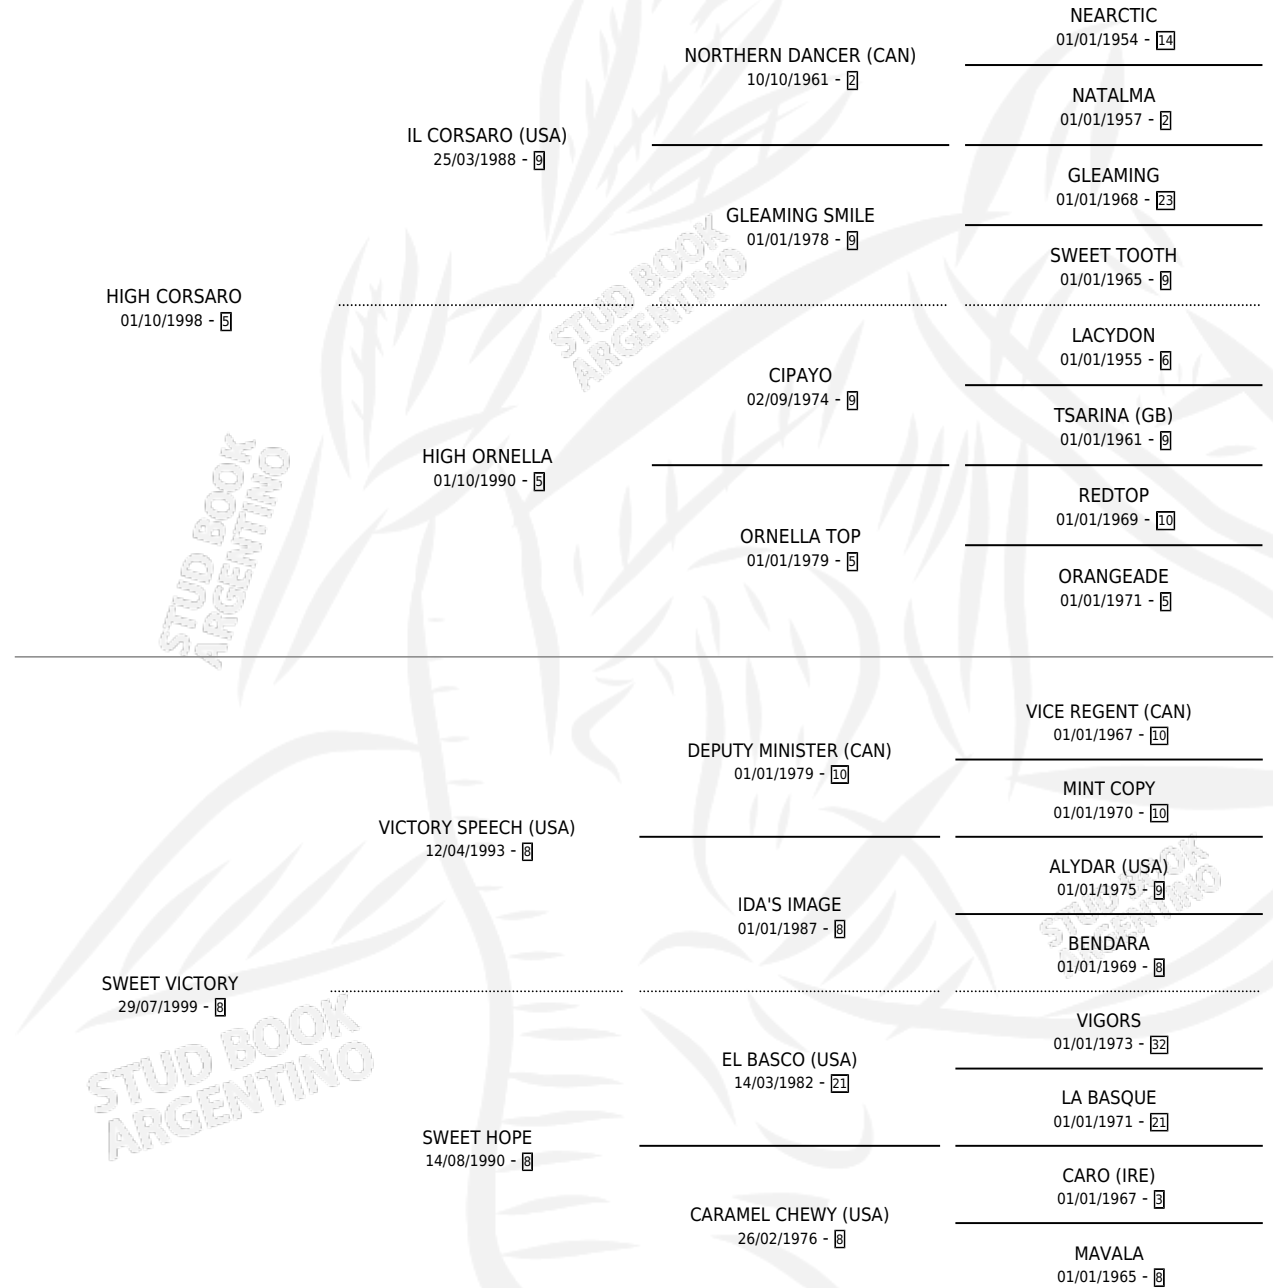 NEARCTIC
01/01/1954 - 14
NORTHERN DANCER (CAN)
10/10/1961 - 2
NATALMA
01/01/1957 - 2
IL CORSARO (USA)
25/03/1988 - 9
GLEAMING
01/01/1968 - 23
GLEAMING SMILE
01/01/1978 - 9
SWEET TOOTH
01/01/1965 - 9
HIGH CORSARO
01/10/1998 - 5
LACYDON
01/01/1955 - 6
CIPAYO
02/09/1974 - 9
TSARINA (GB)
01/01/1961 - 9
HIGH ORNELLA
01/10/1990 - 5
REDTOP
01/01/1969 - 10
ORNELLA TOP
01/01/1979 - 5
ORANGEADE
01/01/1971 - 5
STUD BOOK
ARGENTINO
STUD BOOK
ARGENTINO
VICE REGENT (CAN)
01/01/1967 - 10
DEPUTY MINISTER (CAN)
01/01/1979 - 10
MINT COPY
01/01/1970 - 10
VICTORY SPEECH (USA)
12/04/1993 - 8
ALYDAR (USA)
01/01/1975 - 9
IDA'S IMAGE
01/01/1987 - 8
BENDARA
01/01/1969 - 8
SWEET VICTORY
29/07/1999 - 8
VIGORS
01/01/1973 - 32
EL BASCO (USA)
14/03/1982 - 21
LA BASQUE
01/01/1971 - 21
SWEET HOPE
14/08/1990 - 8
CARO (IRE)
01/01/1967 - 3
CARAMEL CHEWY (USA)
26/02/1976 - 8
MAVALA
01/01/1965 - 8
STUD BOOK
ARGENTINO
STUD BOOK
ARGENTINO